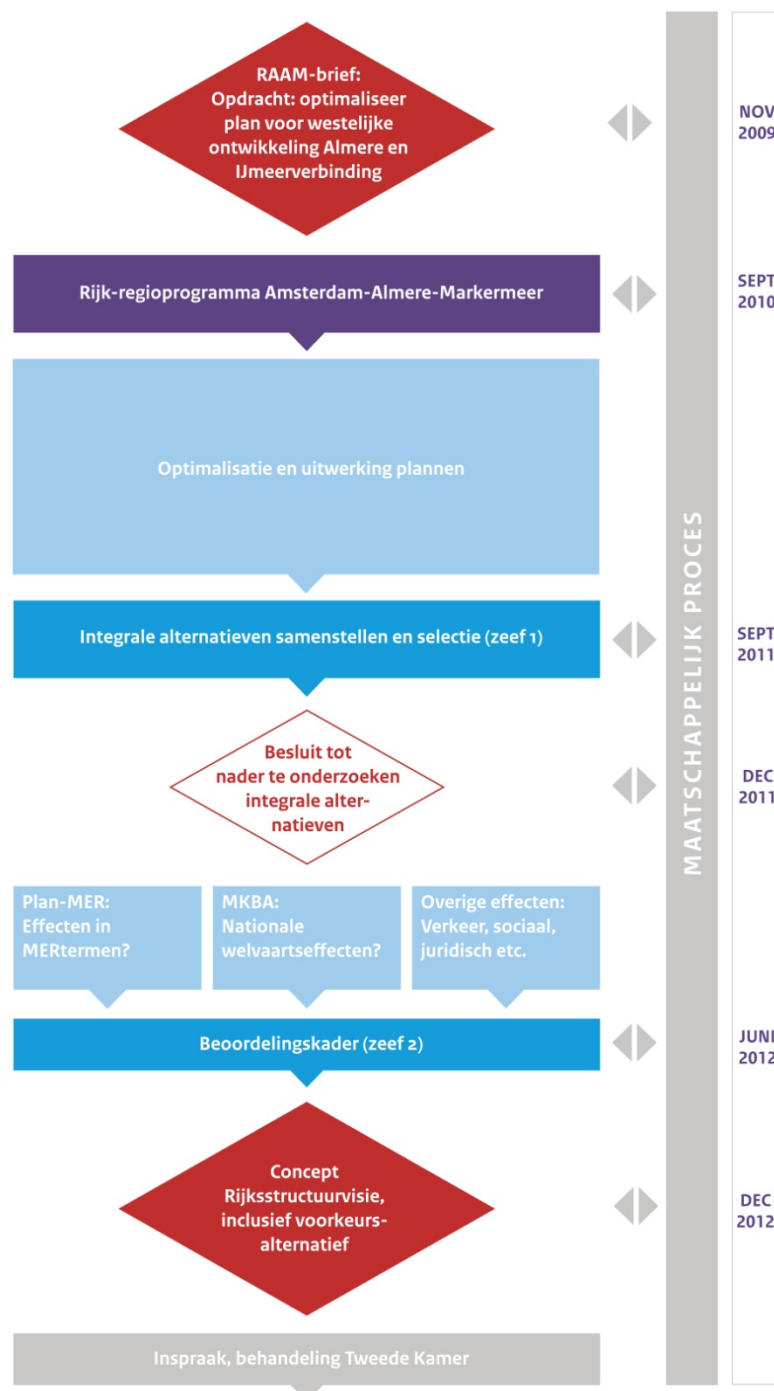 RAAM-brief:
Opdracht: optimaliseer
plan voor westelijke
ontwikkeling Almere en
IJmeerverbinding
NOV
2009
Rijk-regioprogramma Amsterdam-Almere-Markermeer
SEPT
2010
Optimalisatie en uitwerking plannen
MAATSCHAPPELIJK PROCES
Integrale alternatieven samenstellen en selectie (zeef 1)
SEPT
2011
Besluit tot
nader te onderzoeken
integrale alter-
natieven
DEC
2011
Plan-MER:
Effecten in
MERtermen?
MKBA:
Nationale
welvaartseffecten?
Overige effecten:
Verkeer, sociaal,
juridisch etc.
Beoordelingskader (zeef 2)
JUNI
2012
Concept
Rijksstructuurvisie,
inclusief voorkeurs-
alternatief
DEC
2012
Inspraak, behandeling Tweede Kamer